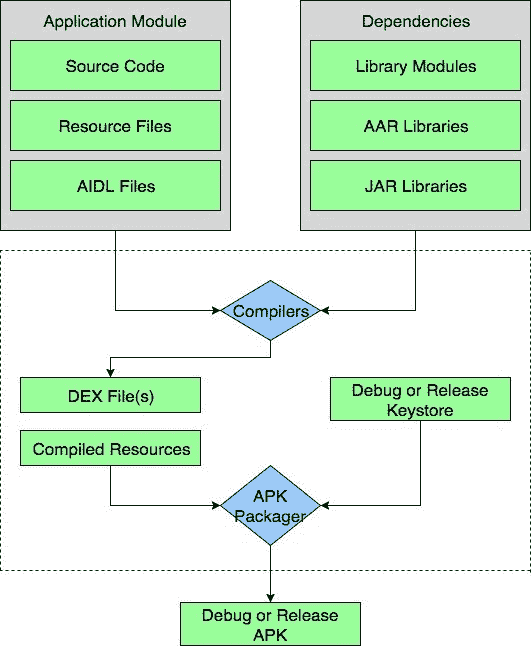 Application Module
Source Code
Resource Files
AIDL Files
Dependencies
Library Modules
AAR Libraries
JAR Libraries
Compilers
DEX File(s)
Compiled Resources
Debug or Release
Keystore
APK
Packager
Debug or Release
APK